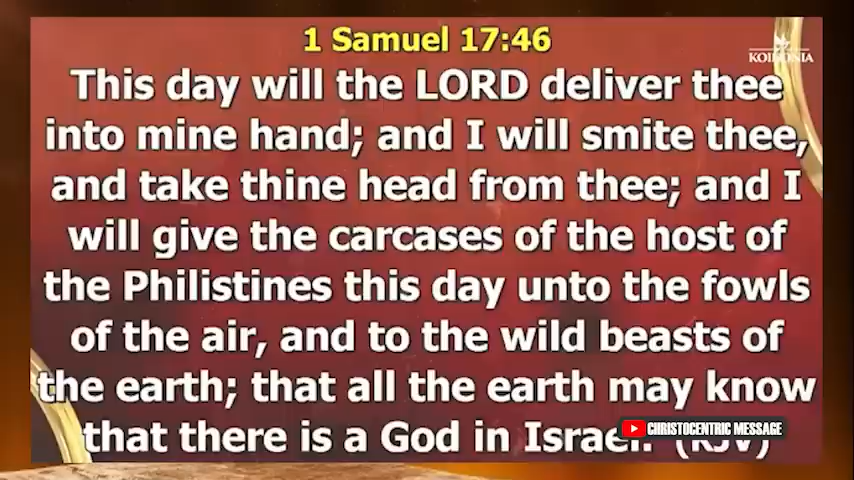 1 Samuel 17:46
KOINONIA
This day will the LORD deliver thee
into mine hand; and I will smite thee,
and take thine head from thee; and I
will give the carcases of the host of
the Philistines this day unto the fowls
of the air, and to the wild beasts of
the earth; that all the earth may know
that there is a God in Israel. (KJV)
CHRISTOCENTRIC MESSAGE